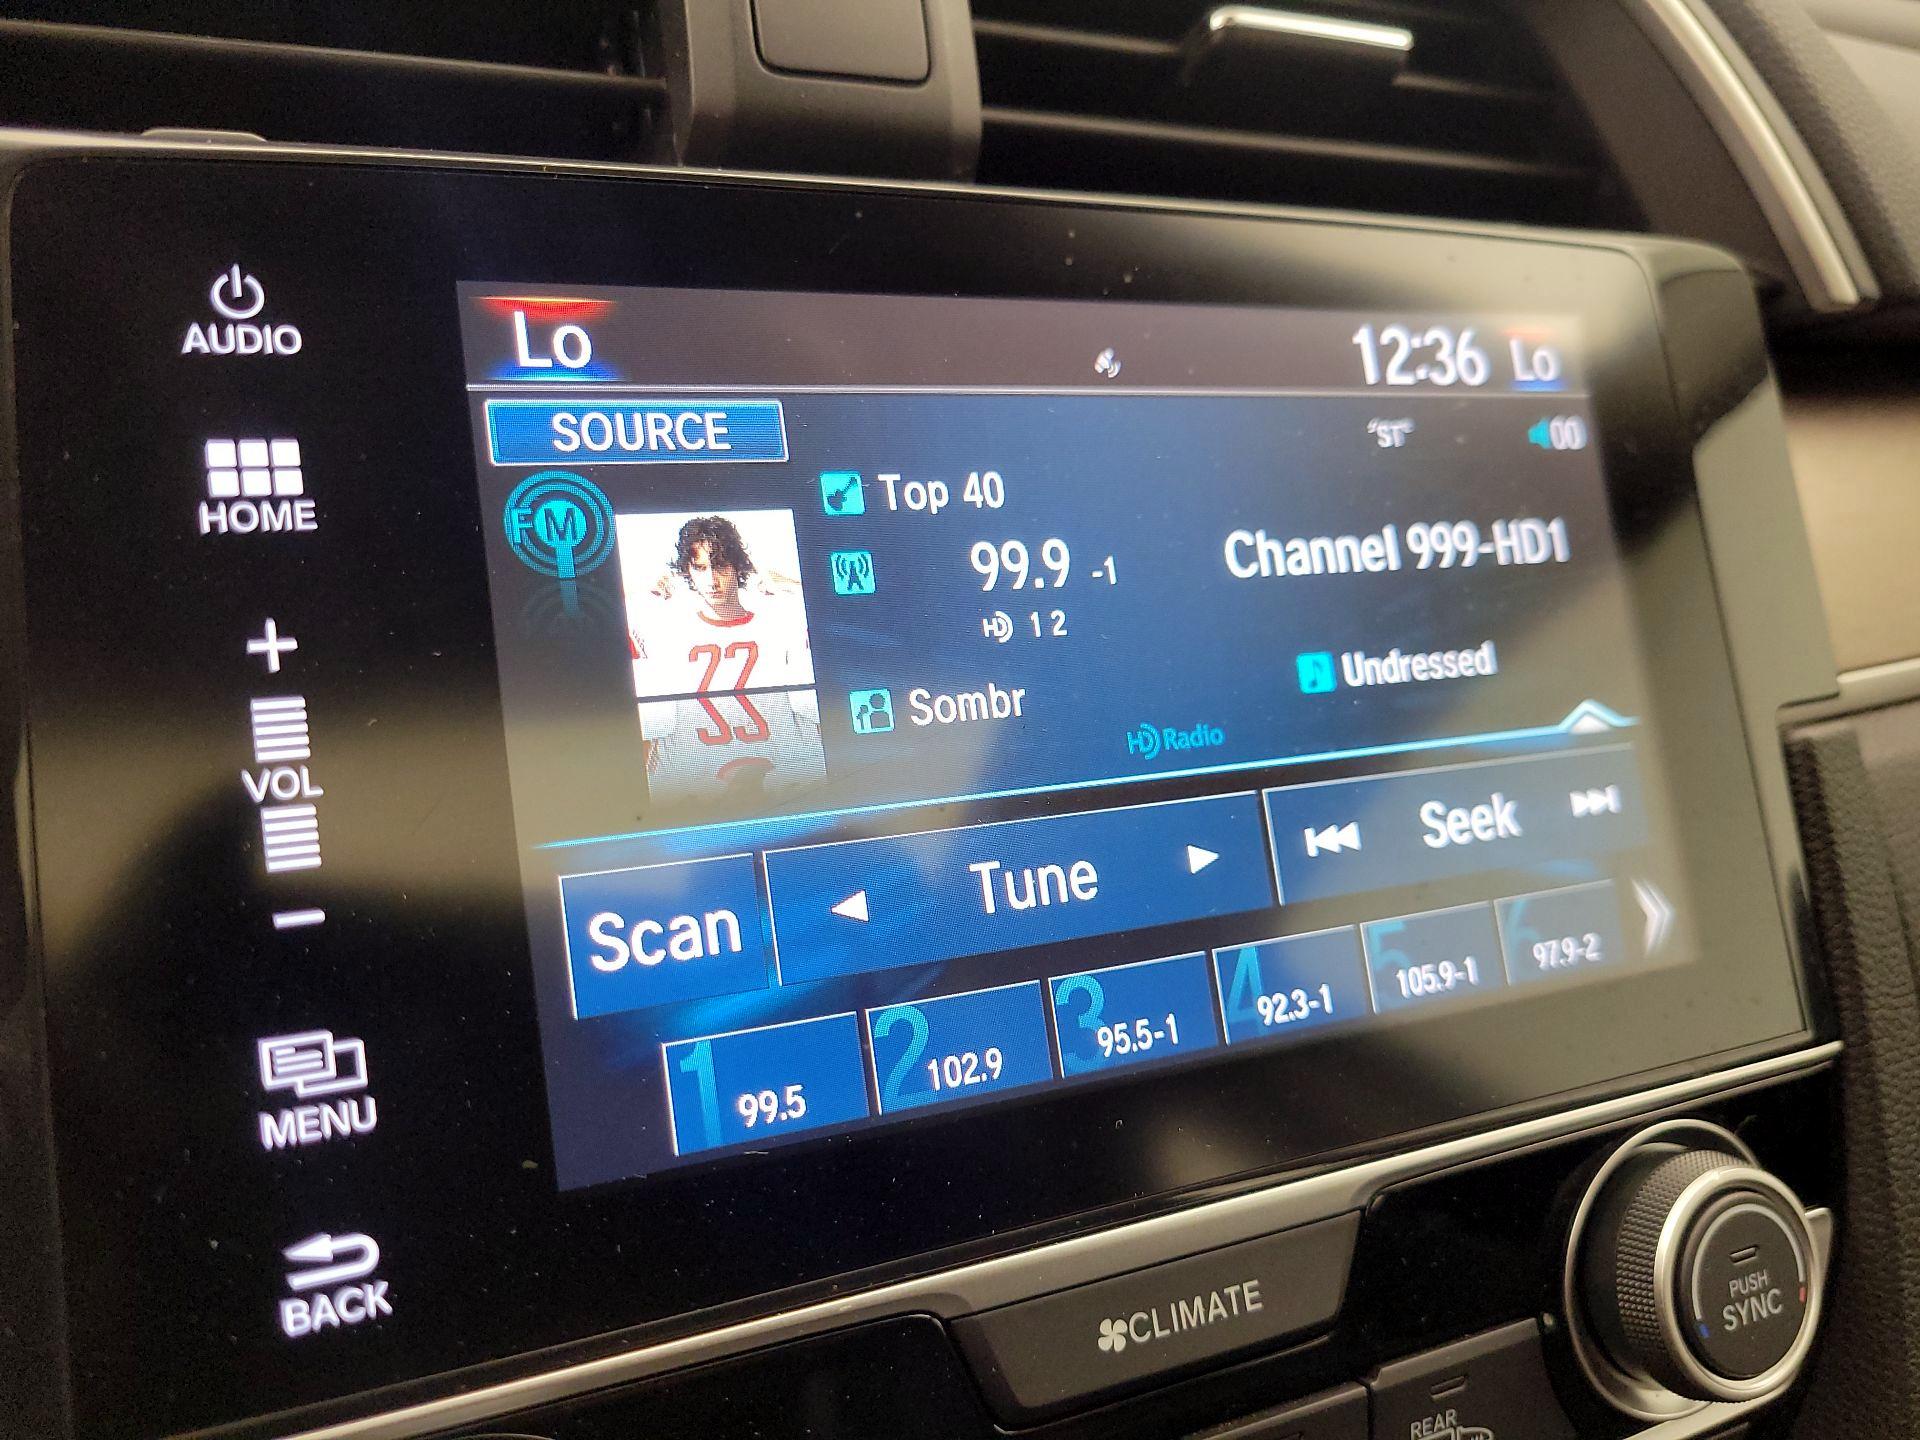 AUDIO
HOME
+
VOL
−
MENU
BACK
Lo
12:36 Lo
SOURCE
"ST"
00
FM
Top 40
99.9 -1
Channel 999-HD1
HD 1 2
33
Sombr
Undressed
HD Radio
Scan
Tune
Seek
1 99.5
2 102.9
3 95.5-1
4 92.3-1
5 105.9-1
6 97.9-2
CLIMATE
PUSH
SYNC
REAR